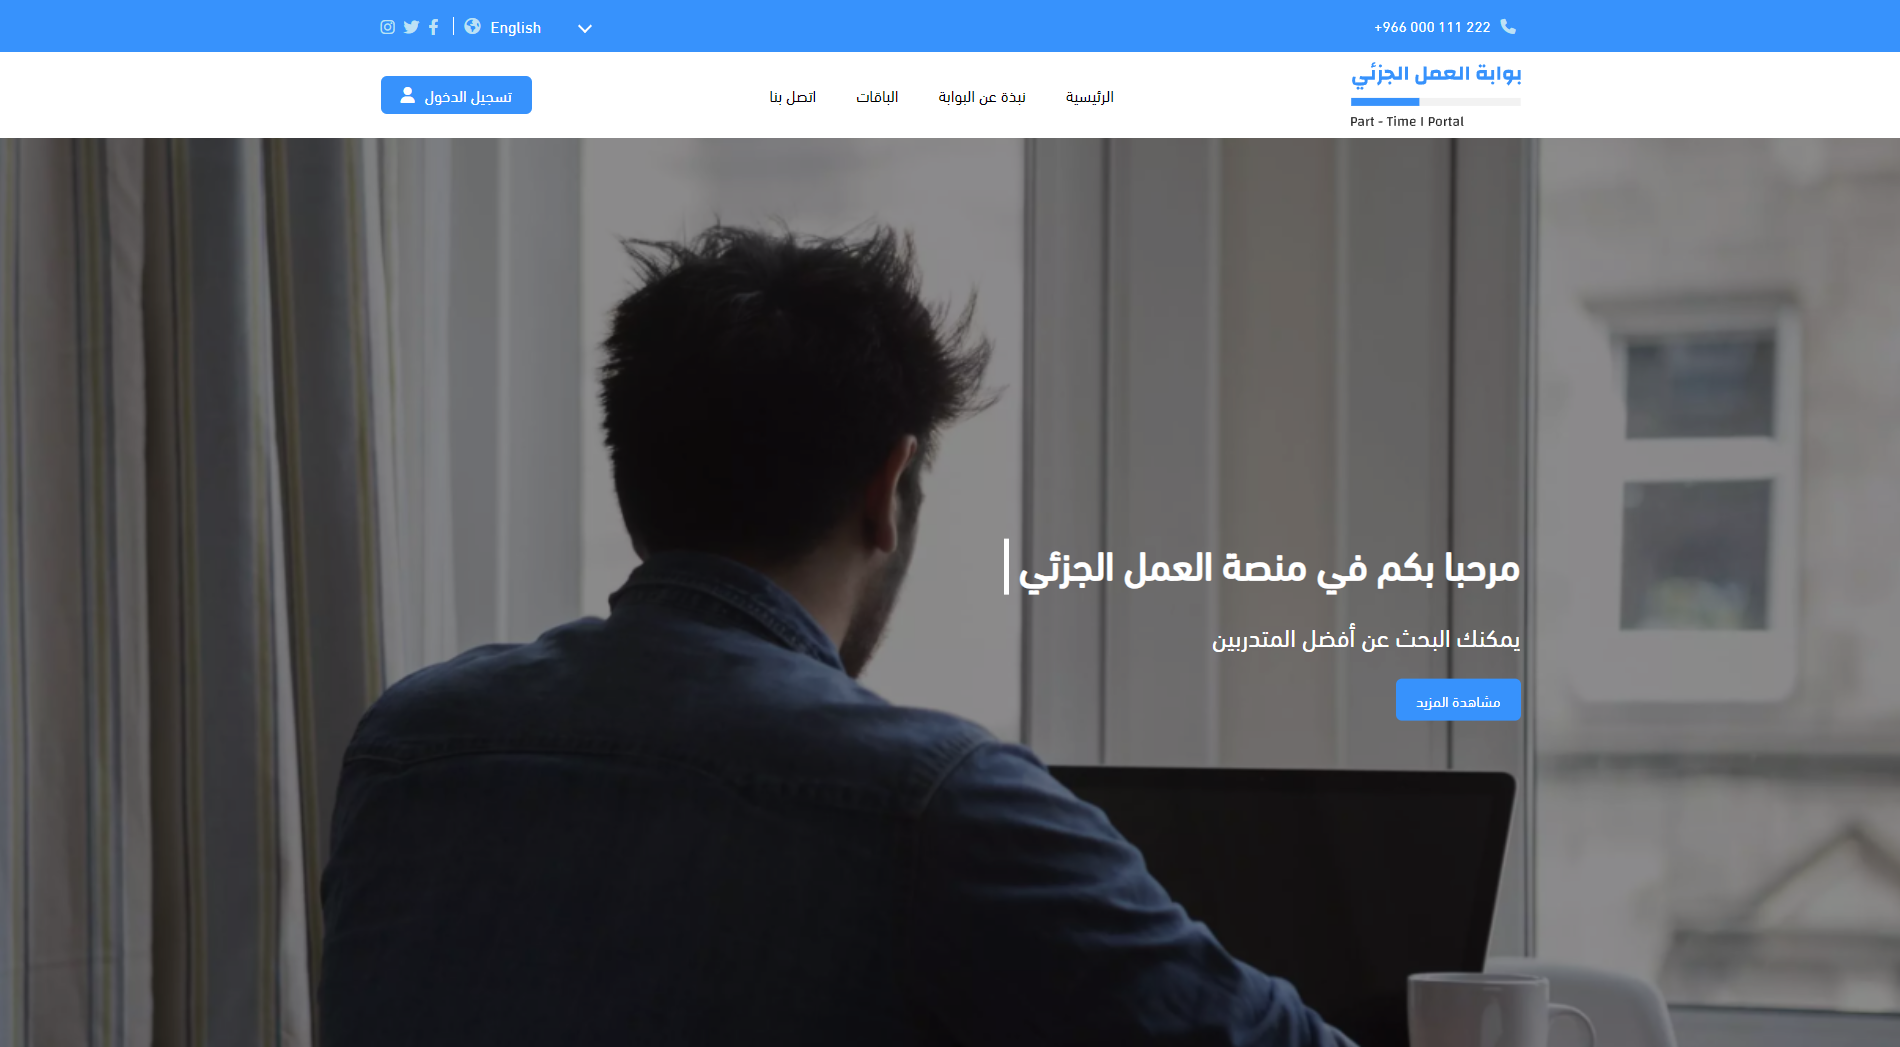 +966 000 111 222
English
بوابة العمل الجزئي
Part - Time I Portal
الرئيسية
نبذة عن البوابة
الباقات
اتصل بنا
تسجيل الدخول
مرحبا بكم في منصة العمل الجزئي
يمكنك البحث عن أفضل المتدربين
مشاهدة المزيد